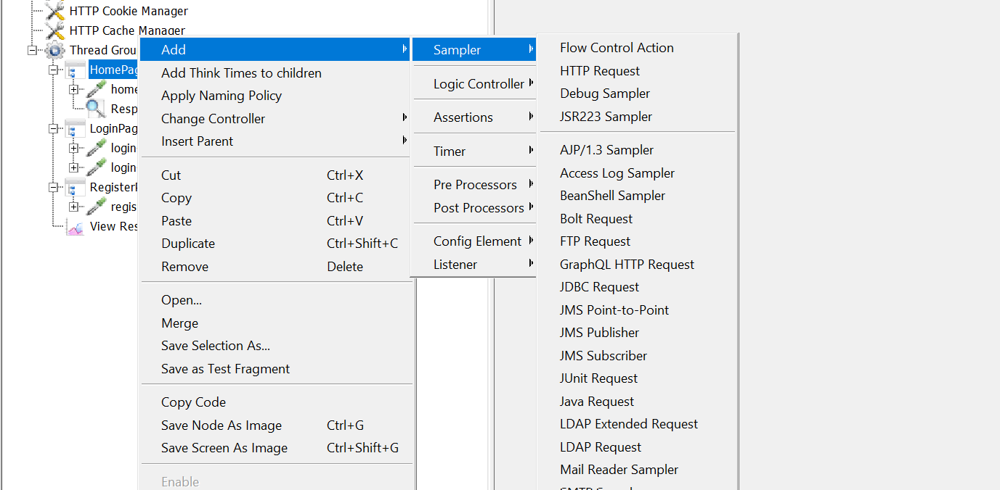 HTTP Cookie Manager
HTTP Cache Manager
Thread Grou
HomePag
home
Resp
LoginPag
login
login
Register
regis
View Res
Add
Add Think Times to children
Apply Naming Policy
Change Controller
Insert Parent
Cut Ctrl+X
Copy Ctrl+C
Paste Ctrl+V
Duplicate Ctrl+Shift+C
Remove Delete
Open...
Merge
Save Selection As...
Save as Test Fragment
Copy Code
Save Node As Image Ctrl+G
Save Screen As Image Ctrl+Shift+G
Enable
Sampler
Logic Controller
Assertions
Timer
Pre Processors
Post Processors
Config Element
Listener
Flow Control Action
HTTP Request
Debug Sampler
JSR223 Sampler
AJP/1.3 Sampler
Access Log Sampler
BeanShell Sampler
Bolt Request
FTP Request
GraphQL HTTP Request
JDBC Request
JMS Point-to-Point
JMS Publisher
JMS Subscriber
JUnit Request
Java Request
LDAP Extended Request
LDAP Request
Mail Reader Sampler